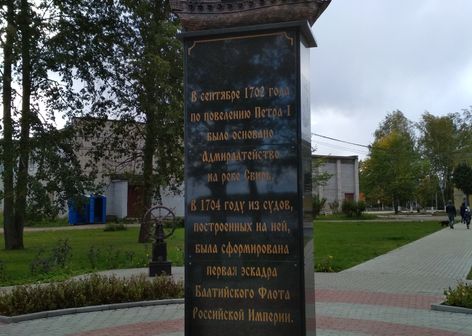 В сентябре 1702 года
по повелению Петра I
было основано
Адмиралтейство
на реке Свирь.
В 1704 году из судов,
построенных на ней,
была сформирована
первая эскадра
Балтийского Флота
Российской Империи.